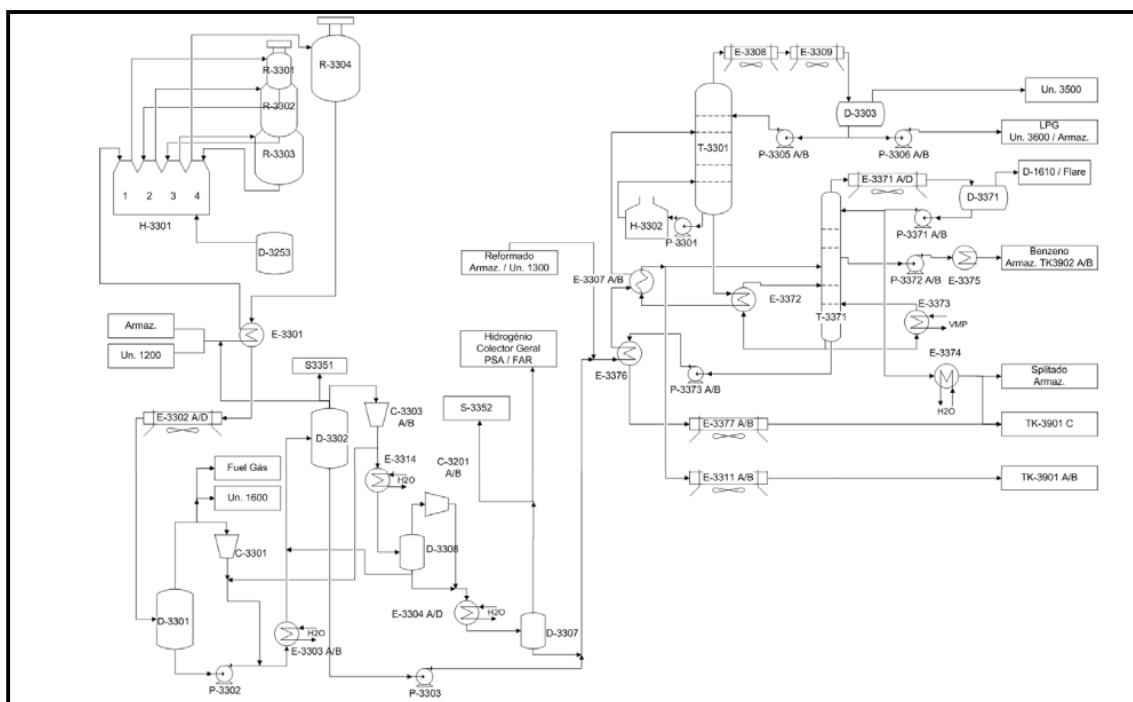 R-3304
R-3301
R-3302
R-3303
1 2 3 4
H-3301
D-3253
E-3301
Armaz.
Un. 1200
S3351
E-3302 A/D
D-3302
C-3303
A/B
E-3314
H2O
C-3201
A/B
Fuel Gás
Un. 1600
C-3301
D-3308
D-3301
E-3304 A/D
H2O
D-3307
H2O
E-3303 A/B
P-3302
P-3303
Hidrogénio
Colector Geral
PSA / FAR
S-3352
Reformado
Armaz. / Un. 1300
E-3308
E-3309
D-3303
Un. 3500
T-3301
P-3305 A/B
P-3306 A/B
LPG
Un. 3600 / Armaz.
E-3371 A/D
D-1610 / Flare
D-3371
H-3302
P-3301
P-3371 A/B
E-3307 A/B
E-3372
P-3372 A/B
E-3375
Benzeno
Armaz. TK3902 A/B
T-3371
E-3373
VMP
E-3374
H2O
E-3376
P-3373 A/B
Splitado
Armaz.
E-3377 A/B
TK-3901 C
E-3311 A/B
TK-3901 A/B